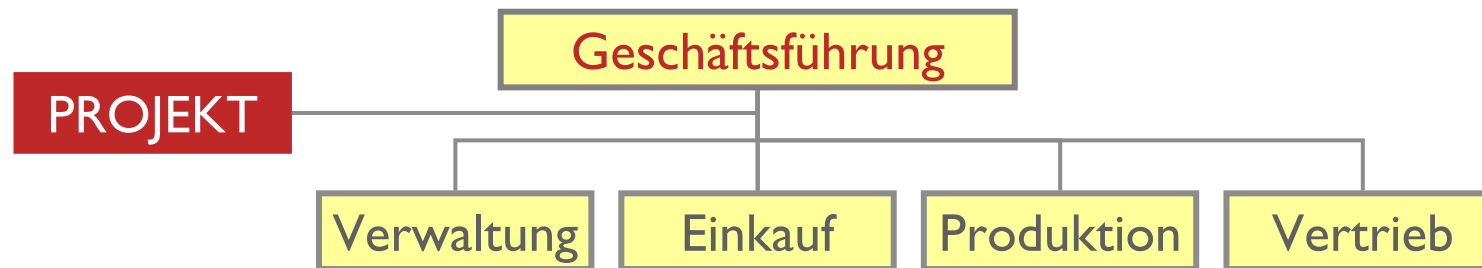 Geschäftsführung
PROJEKT
Verwaltung
Einkauf
Produktion
Vertrieb